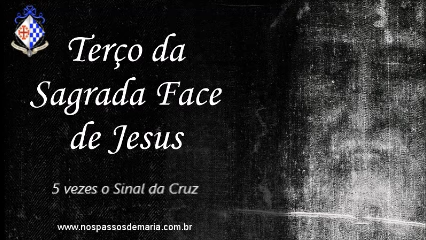 Terço da
Sagrada Face
de Jesus
5 vezes o Sinal da Cruz
www.nospassosdemaria.com.br